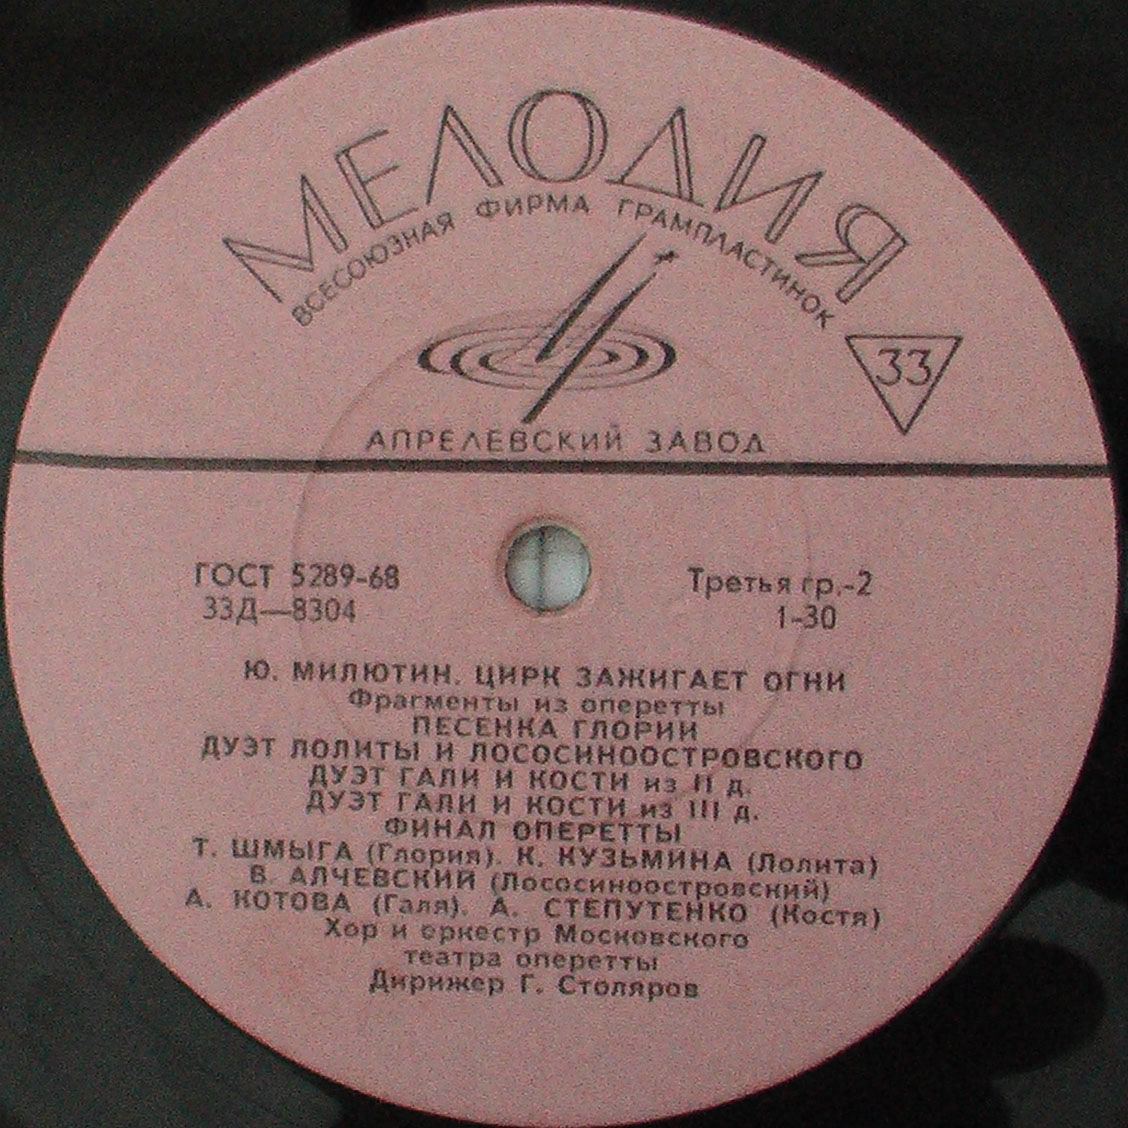 МЕЛОДИЯ
ВСЕСОЮЗНАЯ ФИРМА ГРАМПЛАСТИНОК
33
АПРЕЛЕВСКИЙ ЗАВОД
ГОСТ 5289-68
Третья гр.-2
33Д—8304
1-30
Ю. МИЛЮТИН. ЦИРК ЗАЖИГАЕТ ОГНИ
Фрагменты из оперетты
ПЕСЕНКА ГЛОРИИ
ДУЭТ ЛОЛИТЫ И ЛОСОСИНООСТРОВСКОГО
ДУЭТ ГАЛИ И КОСТИ из II д.
ДУЭТ ГАЛИ И КОСТИ из III д.
ФИНАЛ ОПЕРЕТТЫ
Т. ШМЫГА (Глория). К. КУЗЬМИНА (Лолита)
В. АЛЧЕВСКИЙ (Лососиноостровский)
А. КОТОВА (Галя). А. СТЕПУТЕНКО (Костя)
Хор и оркестр Московского
театра оперетты
Дирижер Г. Столяров